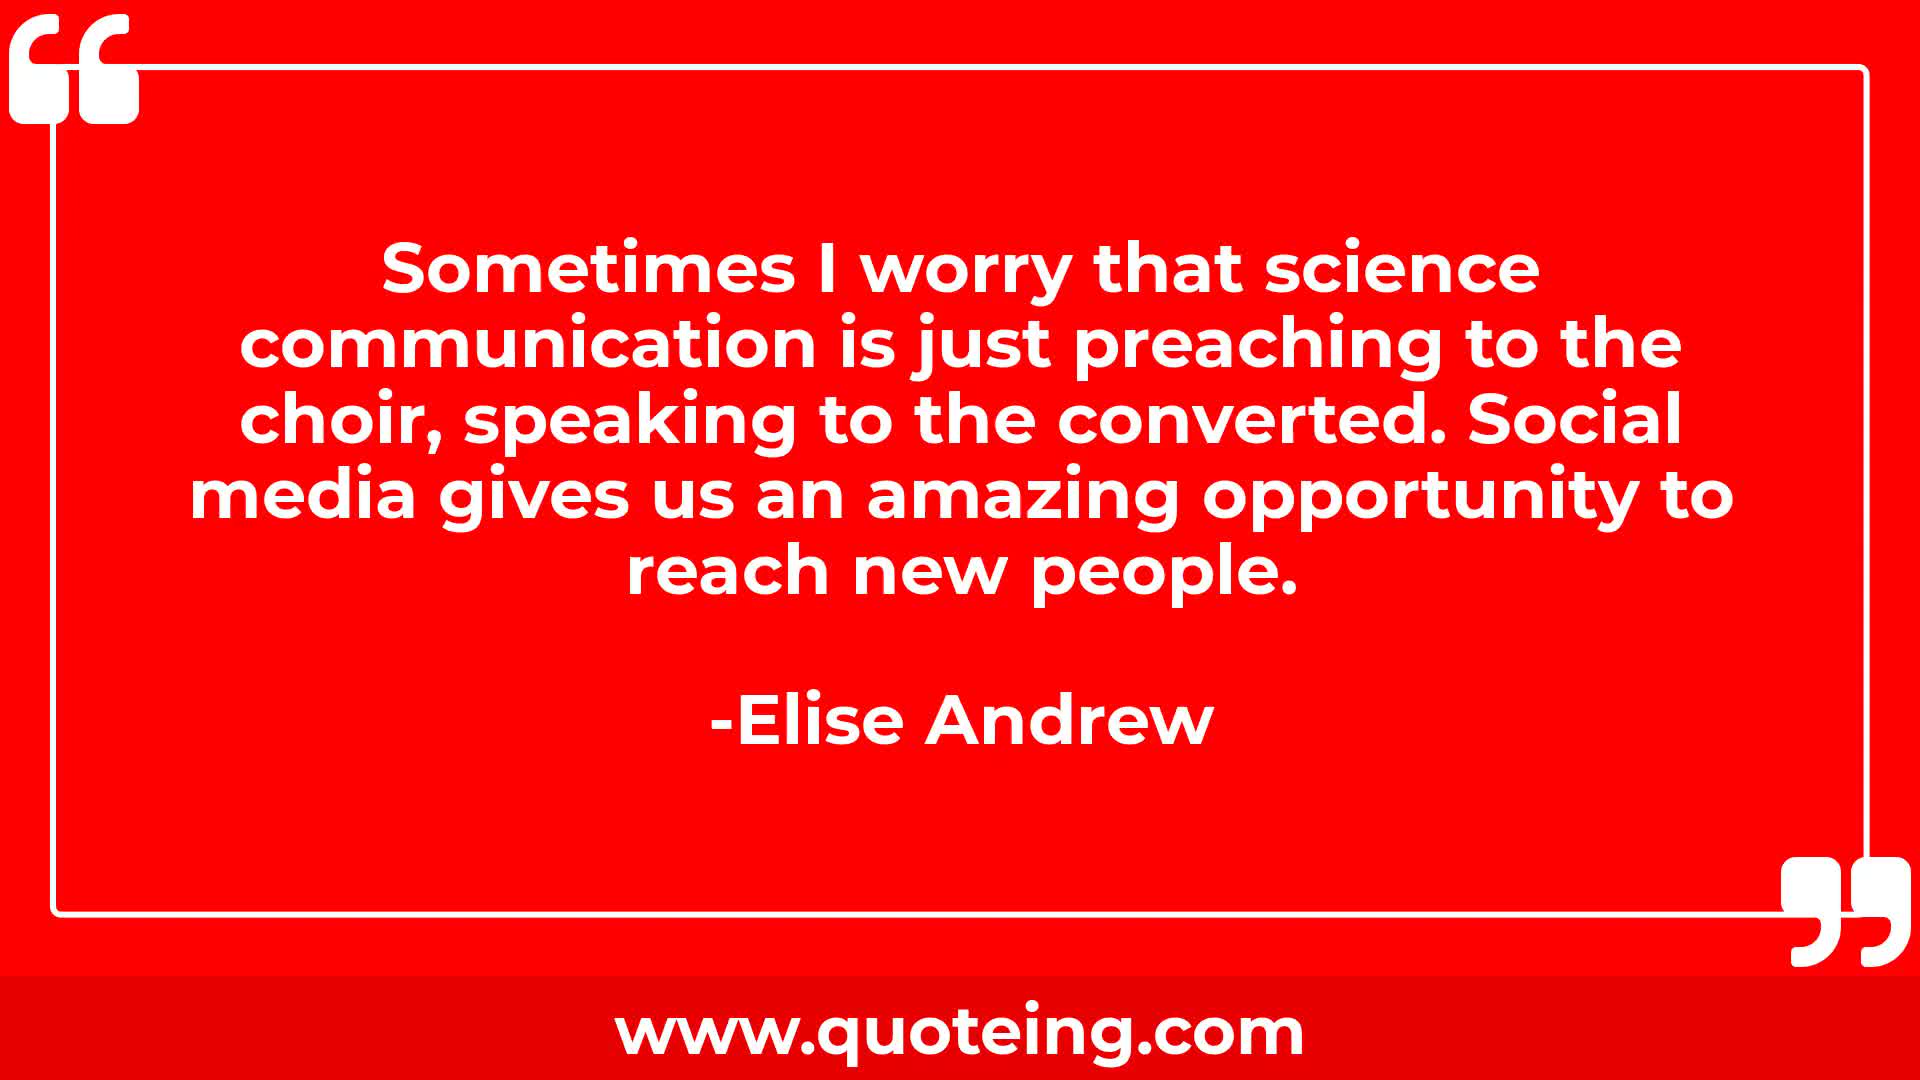 Sometimes I worry that science
communication is just preaching to the
choir, speaking to the converted. Social
media gives us an amazing opportunity to
reach new people.
-Elise Andrew
www.quoteing.com